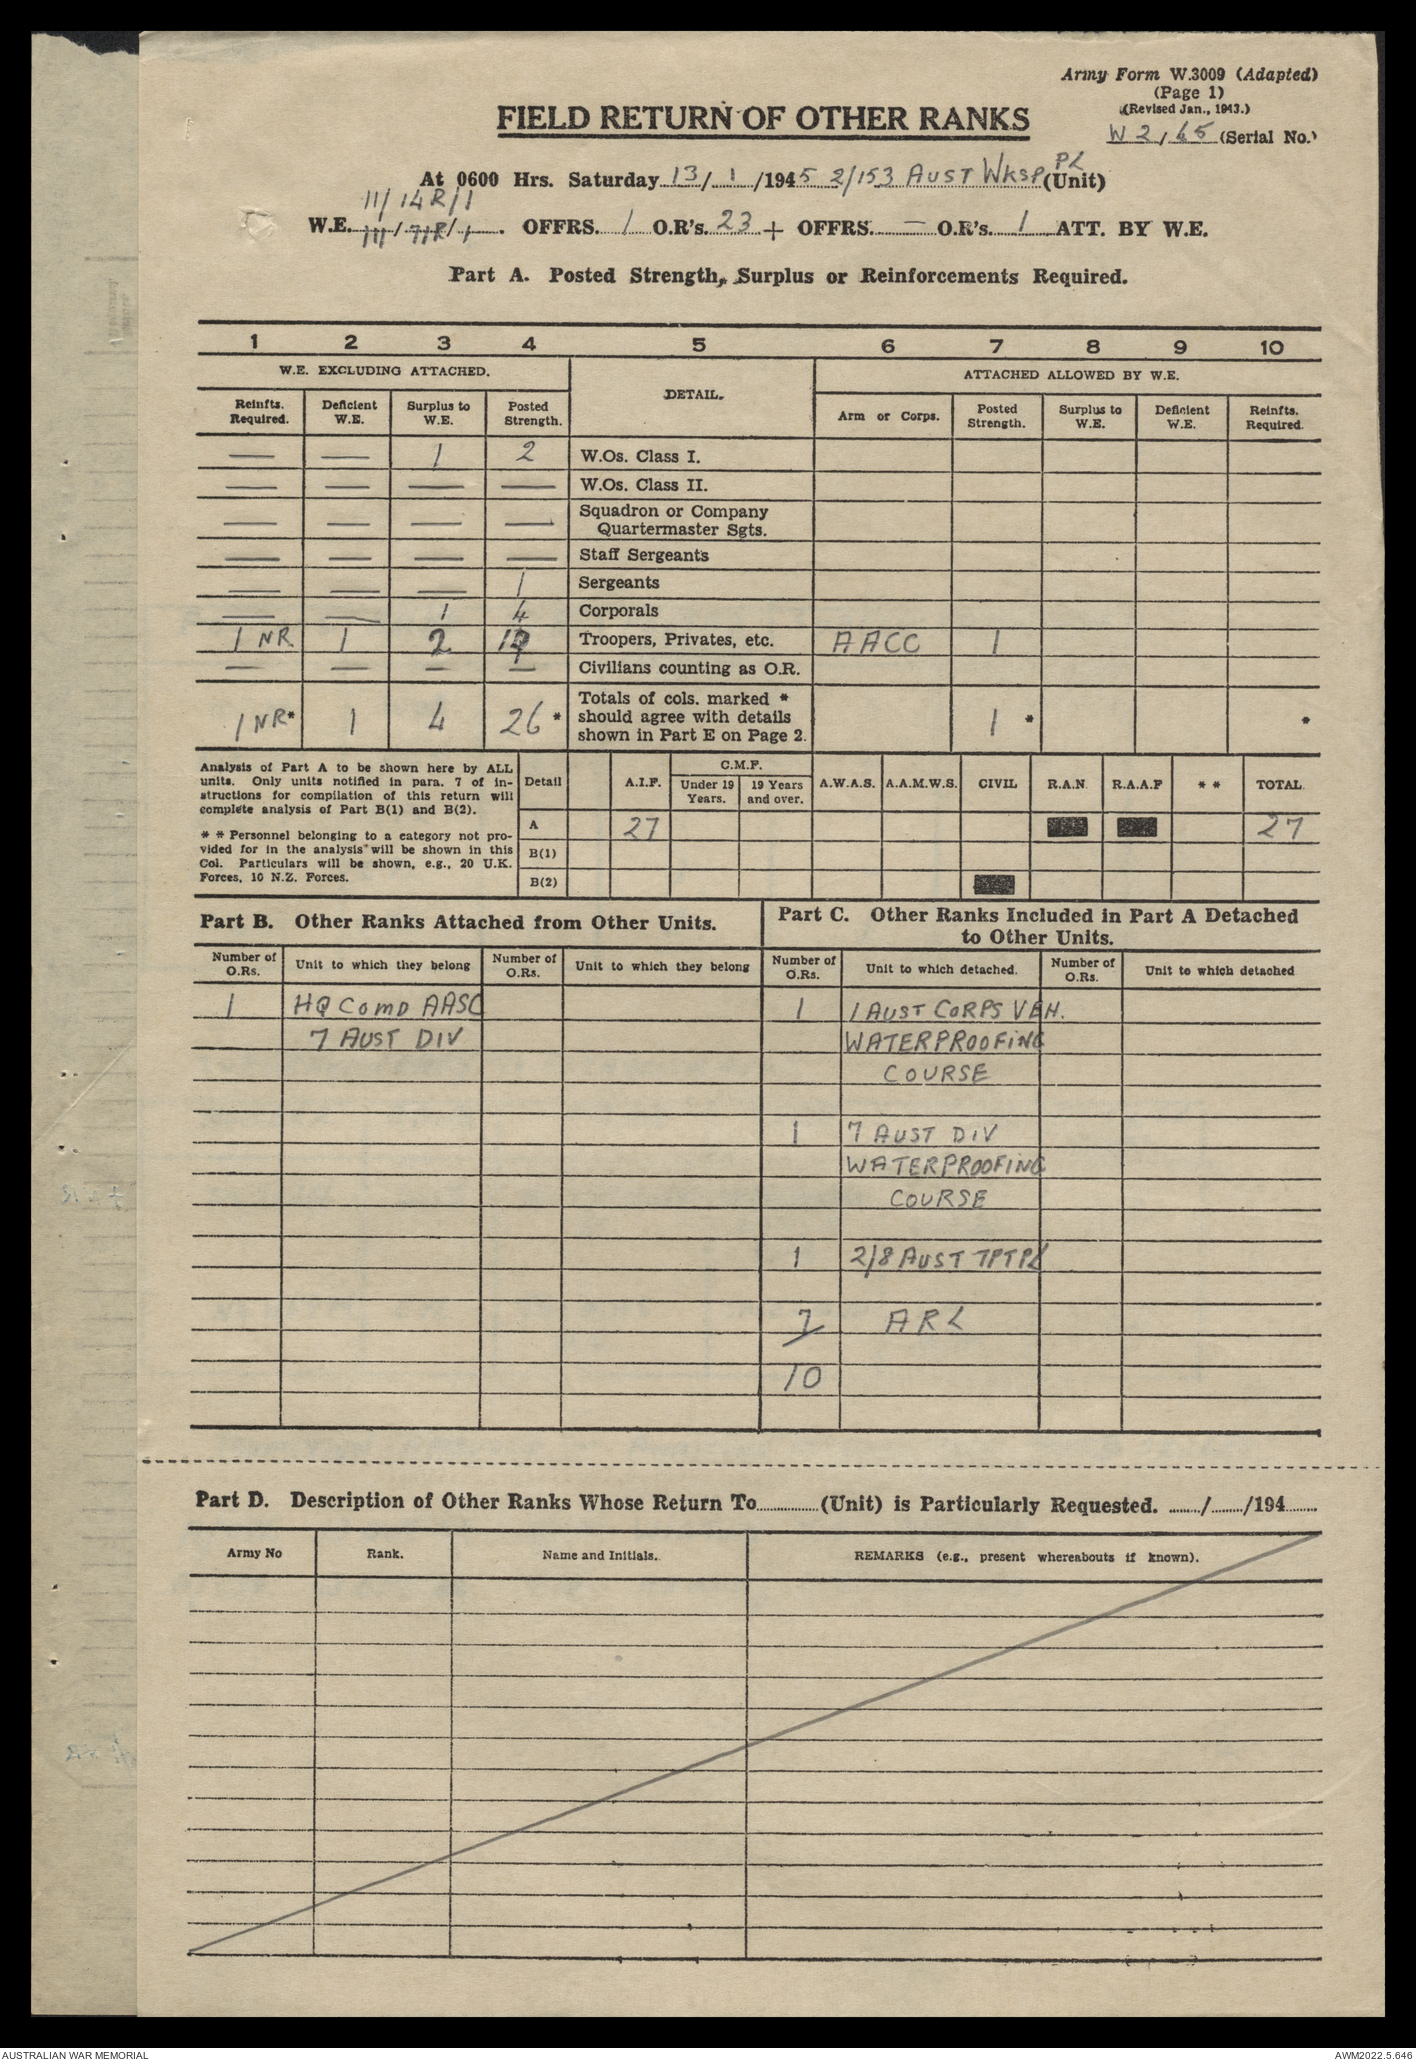 Army Form W.3009 (Adapted)
(Page 1)
(Revised Jan., 1943.)
W 2/65 (Serial No.)
FIELD RETURN OF OTHER RANKS
PL
At 0600 Hrs. Saturday 13/1/1945 2/153 AUST WKSP (Unit)
11/14R/1
W.E. 111/71R/1. OFFRS. 1 O.R's. 23 + OFFRS. — O.R's. 1 ATT. BY W.E.
Part A. Posted Strength, Surplus or Reinforcements Required.
1 2 3 4 5 6 7 8 9 10
W.E. EXCLUDING ATTACHED. DETAIL. ATTACHED ALLOWED BY W.E.
Reinfts. Required. Deficient W.E. Surplus to W.E. Posted Strength. Arm or Corps. Posted Strength. Surplus to W.E. Deficient W.E. Reinfts. Required.
— — 1 2 W.Os. Class I.
— — — — W.Os. Class II.
— — — — Squadron or Company Quartermaster Sgts.
— — — — Staff Sergeants
— — — 1 Sergeants
— — 1 4 Corporals
1 NR 1 2 19 Troopers, Privates, etc. AACC 1
— — — — Civilians counting as O.R.
1 NR* 1 4 26* Totals of cols. marked * should agree with details shown in Part E on Page 2. 1 * *
Analysis of Part A to be shown here by ALL
units. Only units notified in para. 7 of in-
structions for compilation of this return will
complete analysis of Part B(1) and B(2).
* * Personnel belonging to a category not pro-
vided for in the analysis will be shown in this
Col. Particulars will be shown, e.g., 20 U.K.
Forces, 10 N.Z. Forces.
Detail A.I.F. C.M.F. Under 19 Years. 19 Years and over. A.W.A.S. A.A.M.W.S. CIVIL R.A.N. R.A.A.F * * TOTAL
A 27 27
B(1)
B(2)
Part B. Other Ranks Attached from Other Units.
Number of O.Rs. Unit to which they belong Number of O.Rs. Unit to which they belong
1 HQ COMD AASC
7 AUST DIV
Part C. Other Ranks Included in Part A Detached
to Other Units.
Number of O.Rs. Unit to which detached. Number of O.Rs. Unit to which detached
1 1 AUST CORPS VEH.
WATERPROOFING
COURSE
1 7 AUST DIV
WATERPROOFING
COURSE
1 2/8 AUST TPT PL
7 ARL
10
Part D. Description of Other Ranks Whose Return To............(Unit) is Particularly Requested. ....../....../194......
Army No Rank. Name and Initials. REMARKS (e.g., present whereabouts if known).
AUSTRALIAN WAR MEMORIAL AWM2022.5.646